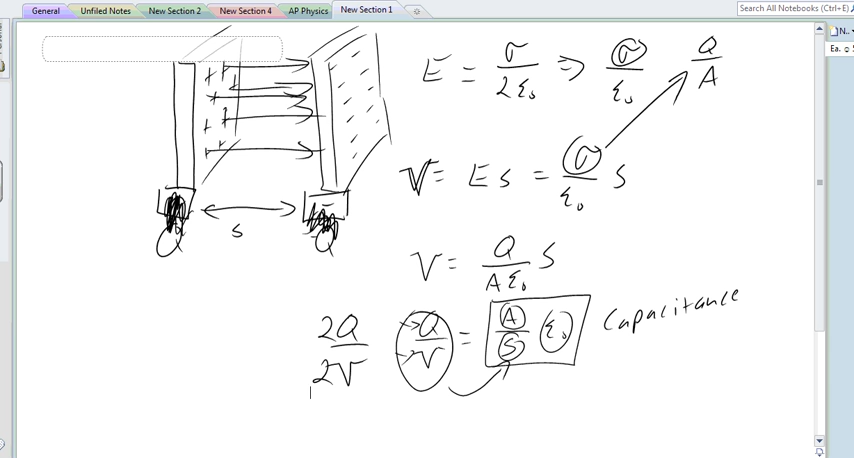 General Unfiled Notes New Section 2 New Section 4 AP Physics New Section 1
Search All Notebooks (Ctrl+E)
N..
Ea. o S
E = σ/2ε₀ ⇒ σ/ε₀ Q/A
V = ES = σ/ε₀ S
S
Q Q
V = Q/Aε₀ S
2Q/2V Q/V = A/S ε₀ Capacitance